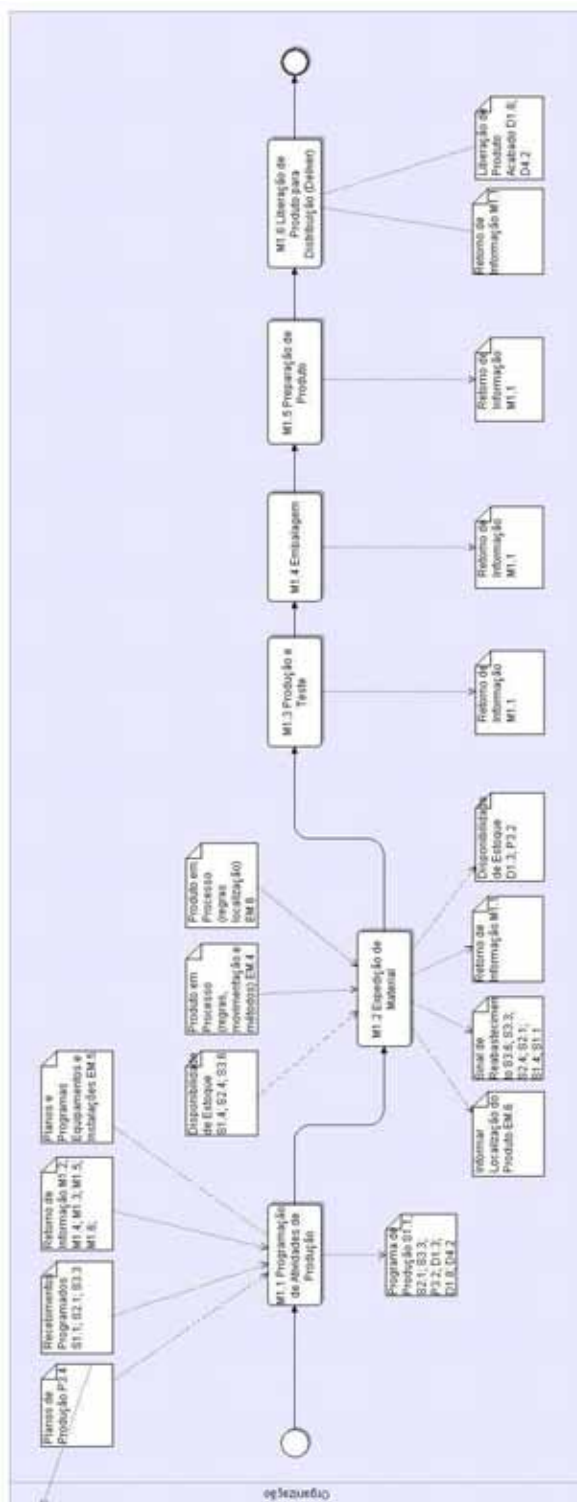 Organização
Planos de
Produção P3.4
Recebimentos
Programados
S1.1; S2.1; S3.3
Retorno de
Informação M1.2;
M1.4; M1.3; M1.5;
M1.6;
Planos e
Programas
Equipamentos e
Instalações EM.5
M1.1 Programação
de Atividades de
Produção
Programa de
Produção S1.1;
S2.1; S3.3;
P3.2; D1.3;
D1.8; D4.2
Disponibilidade
de Estoque
S1.4; S2.4; S3.6
Produto em
Processo
(regras,
movimentação e
métodos) EM.4
Produto em
Processo
(regras
localização)
EM.6
M1.2 Expedição de
Material
Informar
Localização do
Produto EM.6
Sinal de
Reabastecimen
to S3.6; S3.3;
S2.4; S2.1;
S1.4; S1.1
Retorno de
Informação M1.1
Disponibilidade
de Estoque
D1.3; P3.2
M1.3 Produção e
Teste
Retorno de
Informação
M1.1
M1.4 Embalagem
Retorno de
Informação
M1.1
M1.5 Preparação de
Produto
Retorno de
Informação
M1.1
M1.6 Liberação de
Produto para
Distribuição (Deliver)
Retorno de
Informação M1.1
Liberação de
Produto
Acabado D1.8;
D4.2